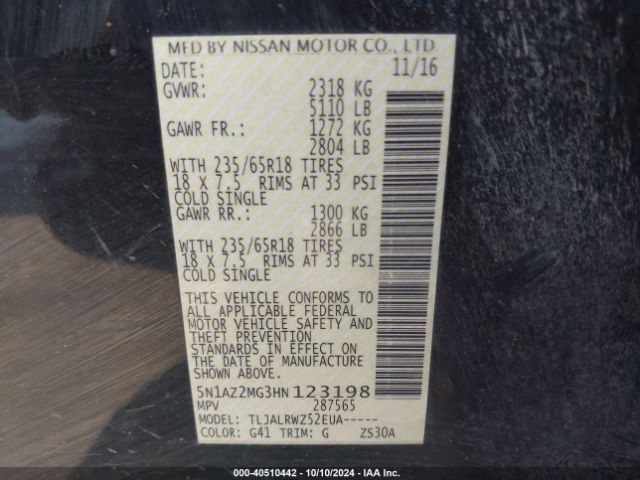 MFD BY NISSAN MOTOR CO., LTD.
DATE: 11/16
GVWR: 2318 KG
5110 LB
GAWR FR.: 1272 KG
2804 LB
WITH 235/65R18 TIRES
18 X 7.5 RIMS AT 33 PSI
COLD SINGLE
GAWR RR.: 1300 KG
2866 LB
WITH 235/65R18 TIRES
18 X 7.5 RIMS AT 33 PSI
COLD SINGLE
THIS VEHICLE CONFORMS TO
ALL APPLICABLE FEDERAL
MOTOR VEHICLE SAFETY AND
THEFT PREVENTION
STANDARDS IN EFFECT ON
THE DATE OF MANUFACTURE
SHOWN ABOVE.
5N1AZ2MG3HN123198
MPV 287565
MODEL: TLJALRWZ52EUA-----
COLOR: G41 TRIM: G ZS30A
000-40510442 - 10/10/2024 - IAA Inc.